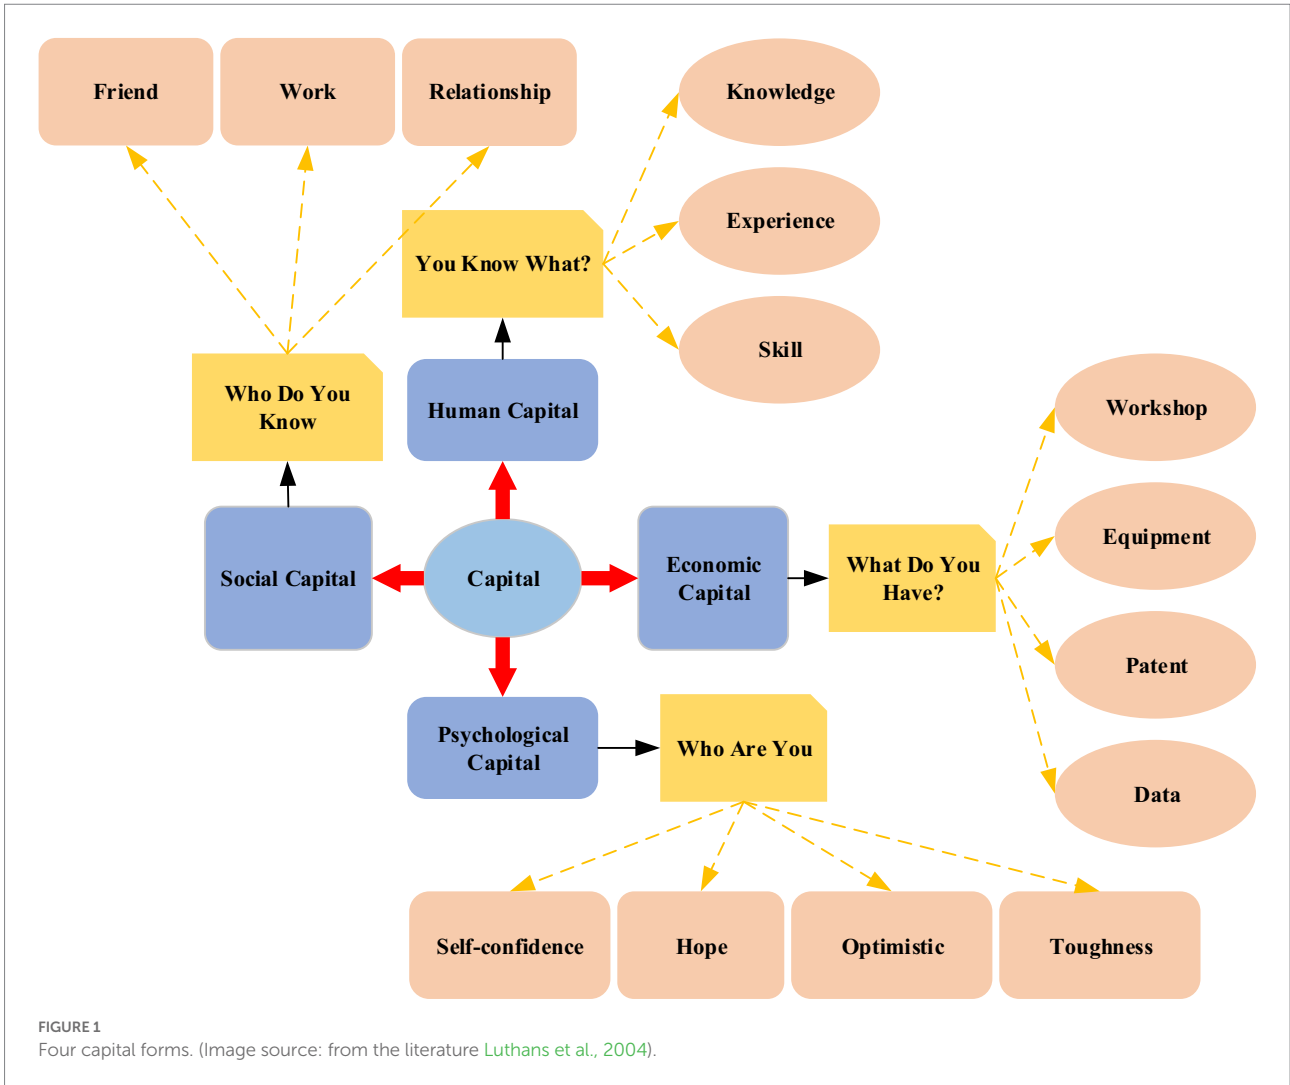 Friend
Work
Relationship
Knowledge
Experience
Skill
You Know What?
Who Do You
Know
Human Capital
Workshop
Equipment
Patent
Data
Social Capital
Capital
Economic
Capital
What Do You
Have?
Psychological
Capital
Who Are You
Self-confidence
Hope
Optimistic
Toughness
FIGURE 1
Four capital forms. (Image source: from the literature Luthans et al., 2004).